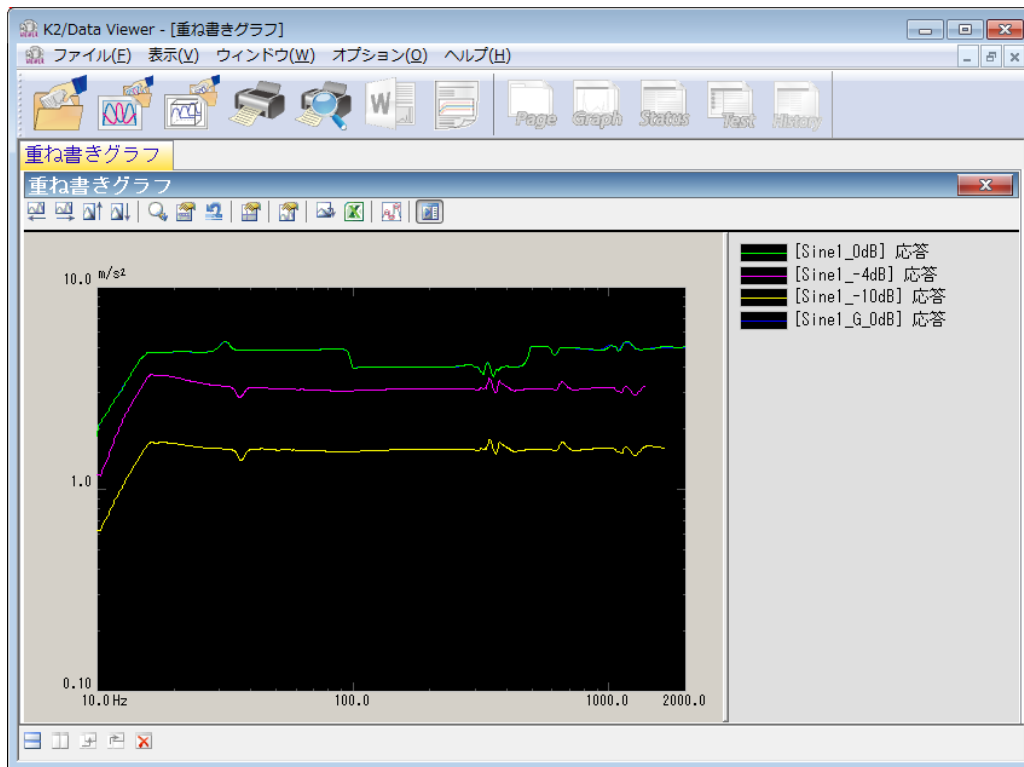 K2/Data Viewer - [重ね書きグラフ]
ファイル(F) 表示(V) ウィンドウ(W) オプション(O) ヘルプ(H)
W
Page Graph Status Test History
重ね書きグラフ
重ね書きグラフ
10.0 m/s²
1.0
0.10
10.0 Hz 100.0 1000.0 2000.0
[Sine1_0dB] 応答
[Sine1_-4dB] 応答
[Sine1_-10dB] 応答
[Sine1_G_0dB] 応答